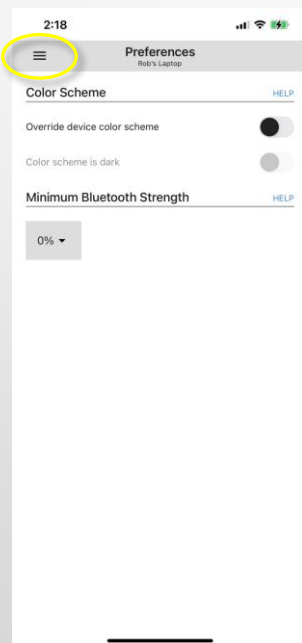 2:18
Preferences
Rob's Laptop
Color Scheme HELP
Override device color scheme
Color scheme is dark
Minimum Bluetooth Strength HELP
0%